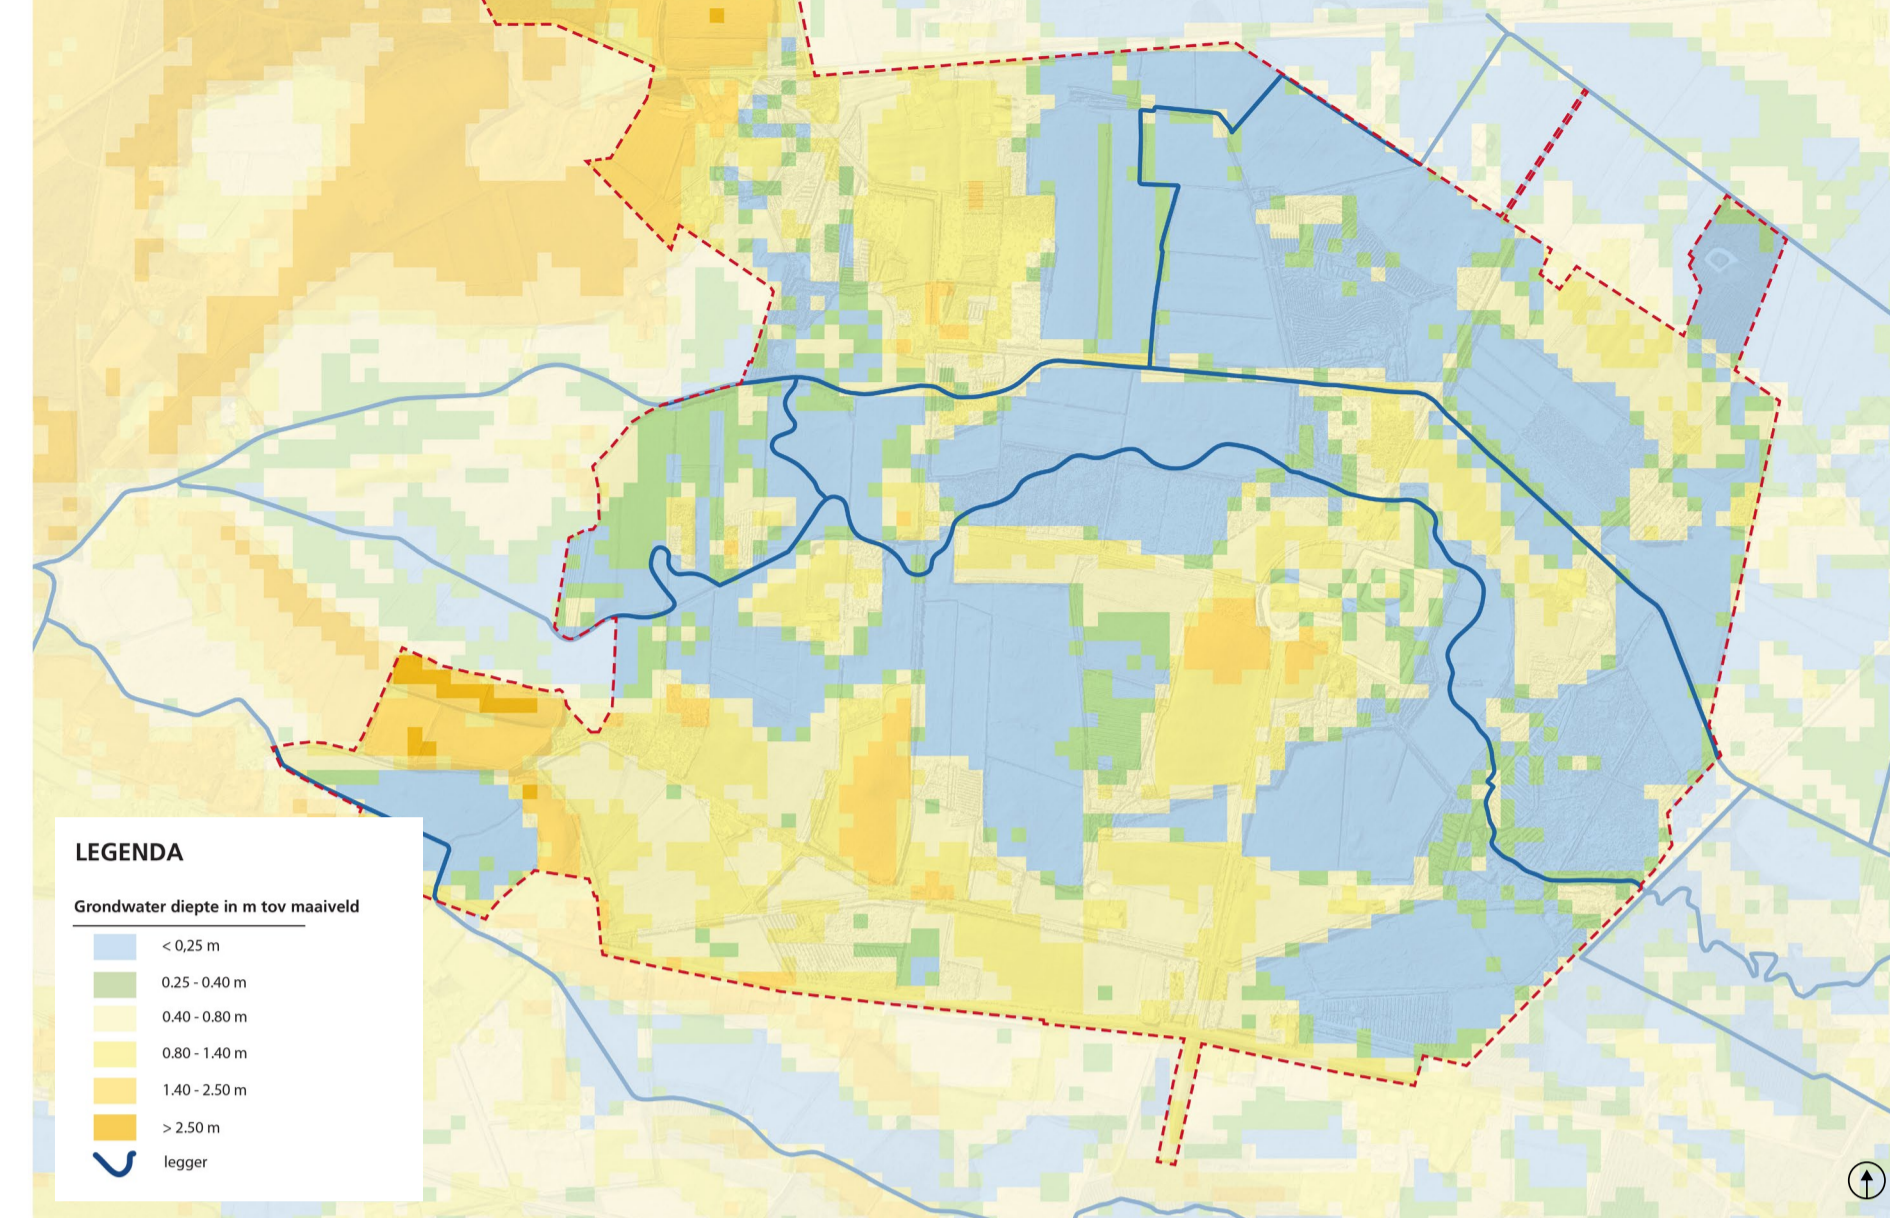 LEGENDA
Grondwater diepte in m tov maaiveld
< 0,25 m
0.25 - 0.40 m
0.40 - 0.80 m
0.80 - 1.40 m
1.40 - 2.50 m
> 2.50 m
legger